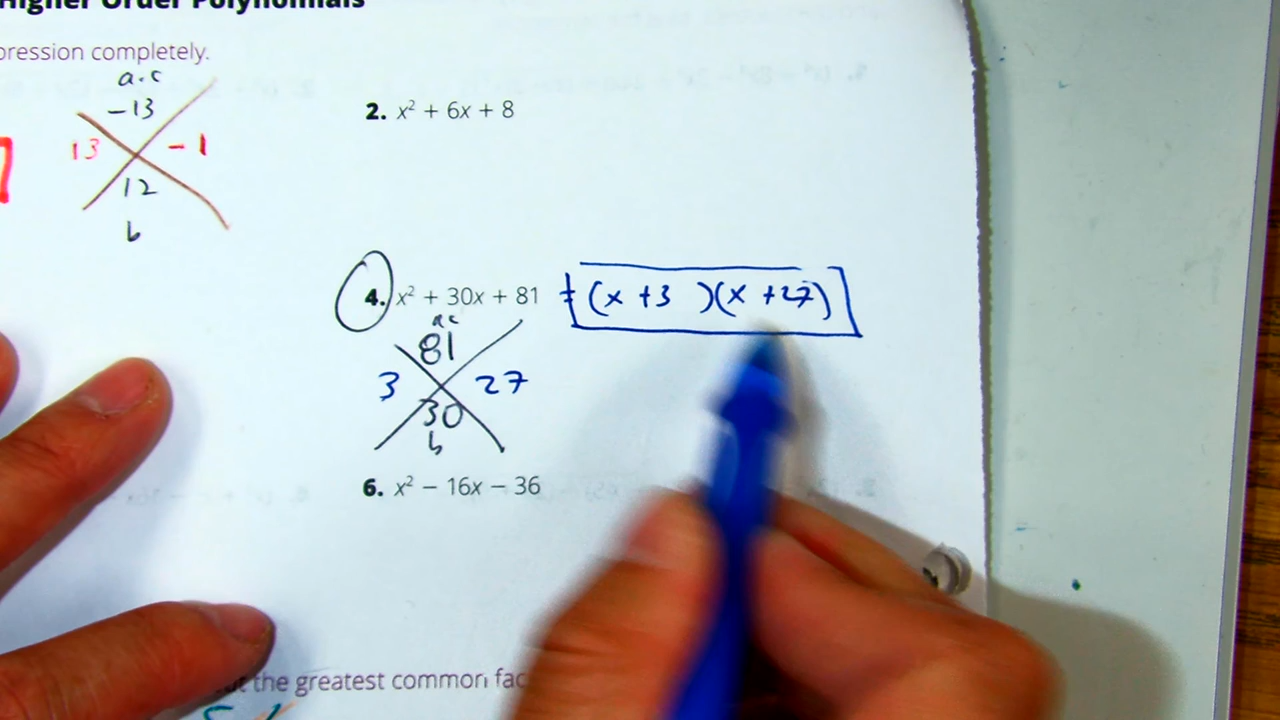 Higher Order Polynomials
pression completely.
a·c
-13
13 -1
12
b
2. x² + 6x + 8
4. x² + 30x + 81 = (x +3 )(x +27)
ac
81
3 27
30
b
6. x² − 16x − 36
the greatest common fac